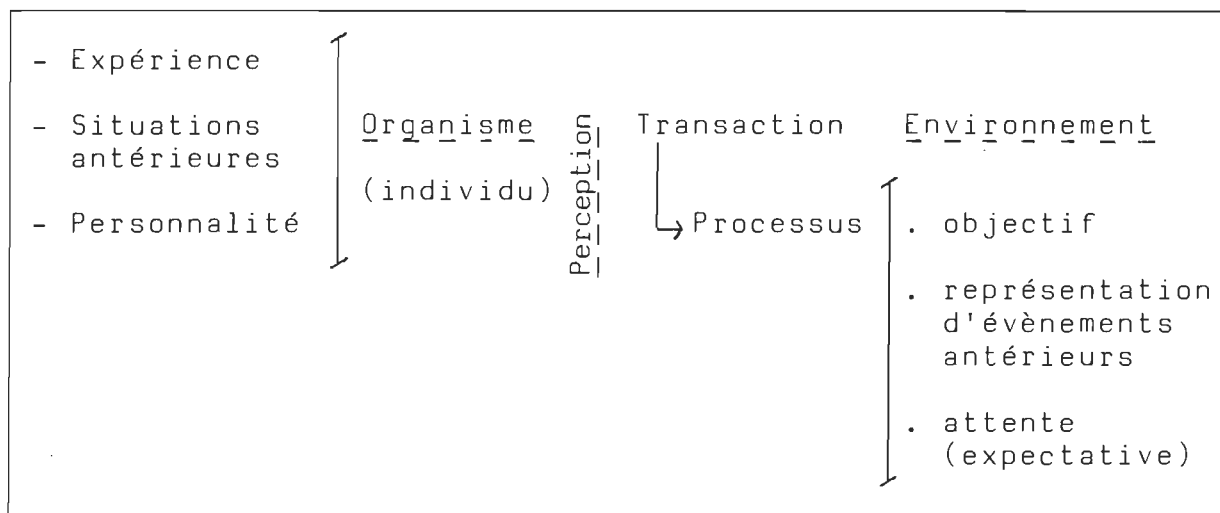 - Expérience
- Situations
antérieures
- Personnalité
Organisme
(individu)
Perception
Transaction
Processus
Environnement
. objectif
. représentation
d'évènements
antérieurs
. attente
(expectative)